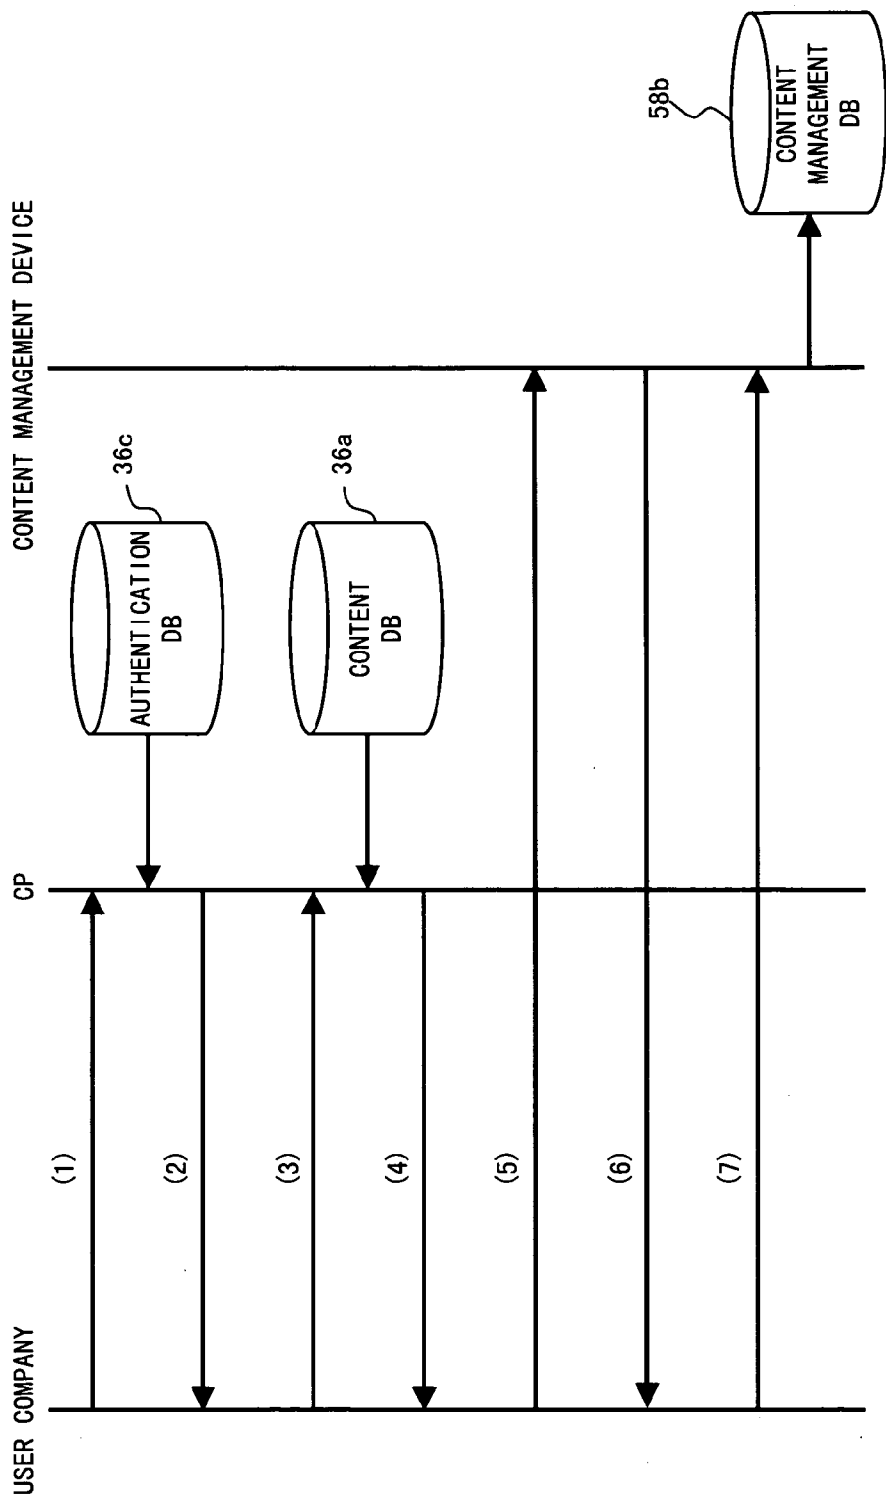 USER COMPANY
CP
CONTENT MANAGEMENT DEVICE
(1)
AUTHENTICATION
DB
36c
(2)
(3)
CONTENT
DB
36a
(4)
(5)
(6)
(7)
CONTENT
MANAGEMENT
DB
58b